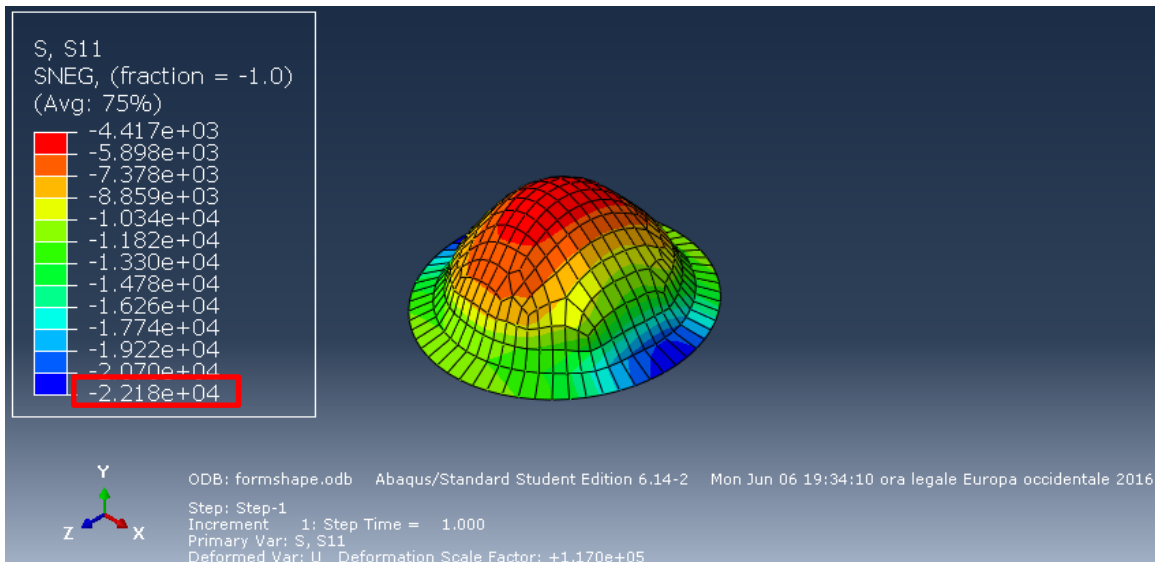 S, S11
SNEG, (fraction = -1.0)
(Avg: 75%)
-4.417e+03
-5.898e+03
-7.378e+03
-8.859e+03
-1.034e+04
-1.182e+04
-1.330e+04
-1.478e+04
-1.626e+04
-1.774e+04
-1.922e+04
-2.070e+04
-2.218e+04
Y
Z
X
ODB: formshape.odb Abaqus/Standard Student Edition 6.14-2 Mon Jun 06 19:34:10 ora legale Europa occidentale 2016
Step: Step-1
Increment 1: Step Time = 1.000
Primary Var: S, S11
Deformed Var: U Deformation Scale Factor: +1.170e+05